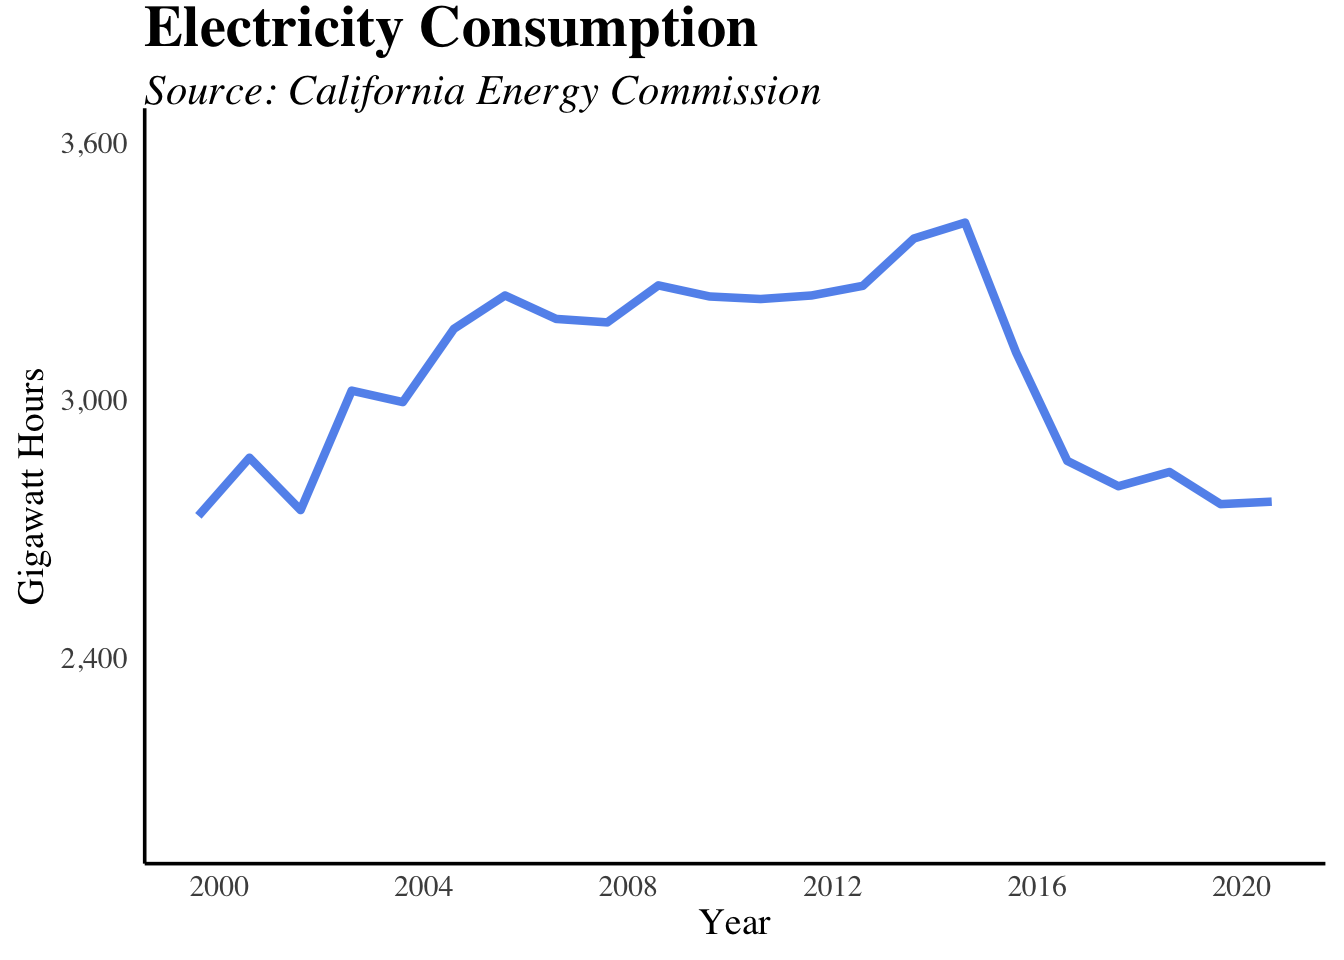 Electricity Consumption
Source: California Energy Commission
3,600
3,000
2,400
Gigawatt Hours
2000 2004 2008 2012 2016 2020
Year